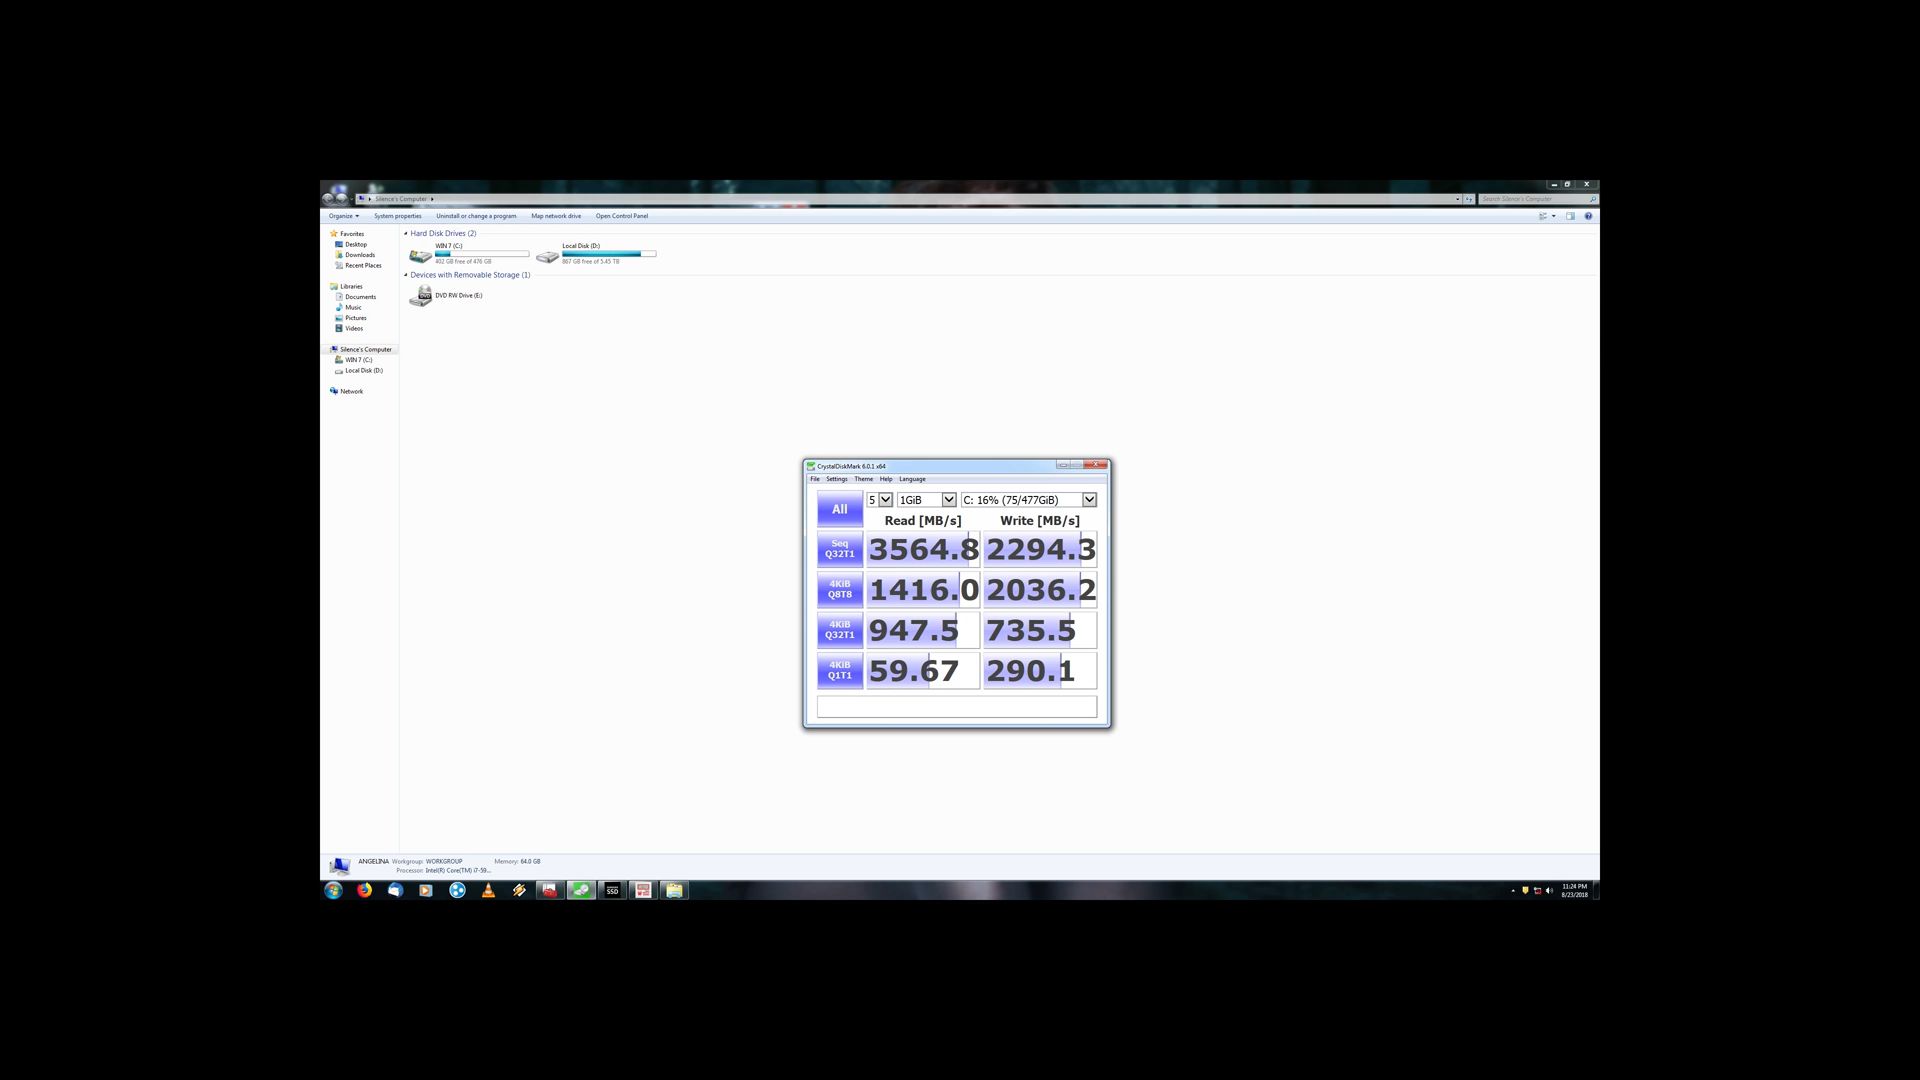 Silence's Computer
Search Silence's Computer
Organize
System properties
Uninstall or change a program
Map network drive
Open Control Panel
Favorites
Desktop
Downloads
Recent Places
Libraries
Documents
Music
Pictures
Videos
Silence's Computer
WIN 7 (C:)
Local Disk (D:)
Network
Hard Disk Drives (2)
WIN 7 (C:)
402 GB free of 476 GB
Local Disk (D:)
867 GB free of 5.45 TB
Devices with Removable Storage (1)
DVD
DVD RW Drive (E:)
CrystalDiskMark 6.0.1 x64
File Settings Theme Help Language
All
5
1GiB
C: 16% (75/477GiB)
Read [MB/s] Write [MB/s]
Seq
Q32T1
3564.8 2294.3
4KiB
Q8T8
1416.0 2036.2
4KiB
Q32T1
947.5 735.5
4KiB
Q1T1
59.67 290.1
ANGELINA Workgroup: WORKGROUP Memory: 64.0 GB
Processor: Intel(R) Core(TM) i7-59...
SSD
11:24 PM
8/23/2018